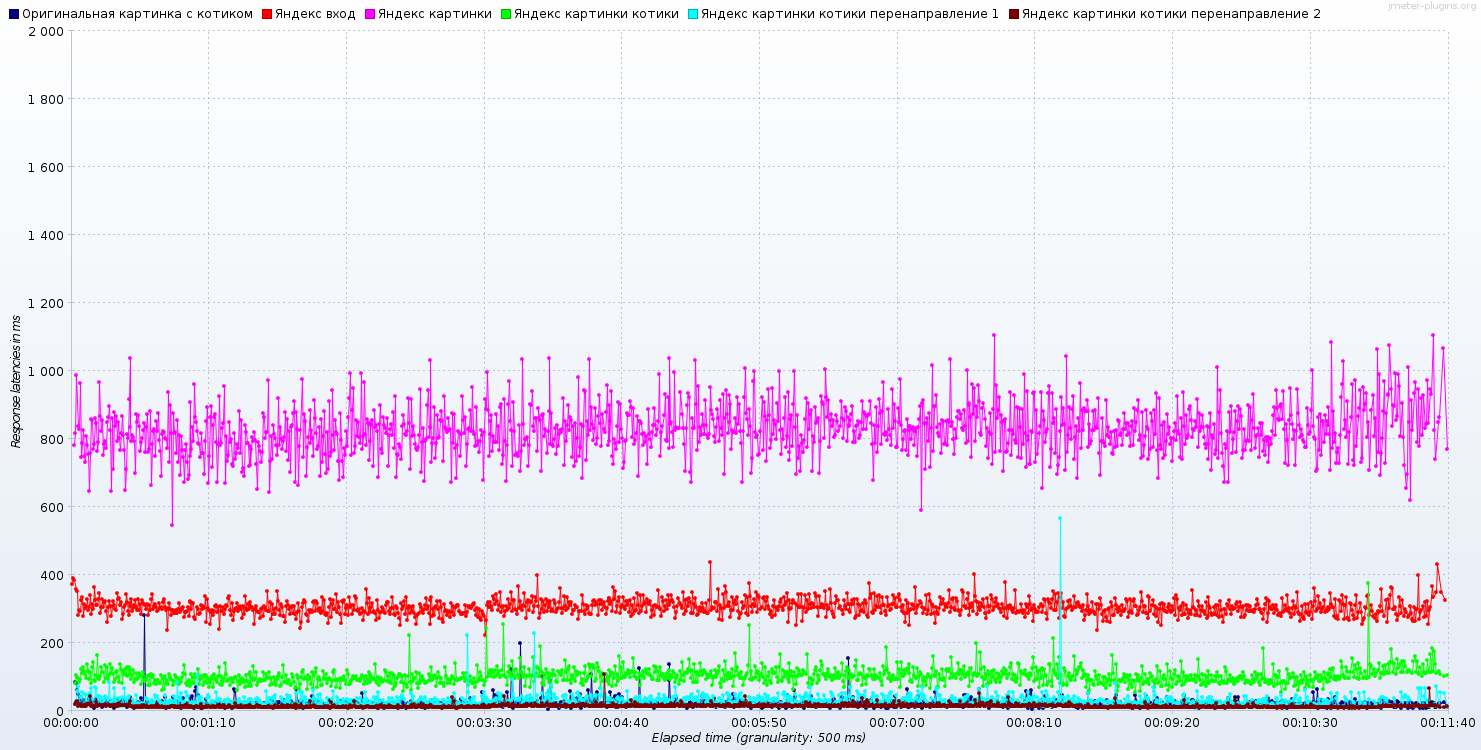 Оригинальная картинка с котиком Яндекс вход Яндекс картинки Яндекс картинки котики Яндекс картинки котики перенаправление 1 Яндекс картинки котики перенаправление 2
jmeter-plugins.org
2 000
1 800
1 600
1 400
1 200
1 000
800
600
400
200
0
Response latencies in ms
00:00:00 00:01:10 00:02:20 00:03:30 00:04:40 00:05:50 00:07:00 00:08:10 00:09:20 00:10:30 00:11:40
Elapsed time (granularity: 500 ms)